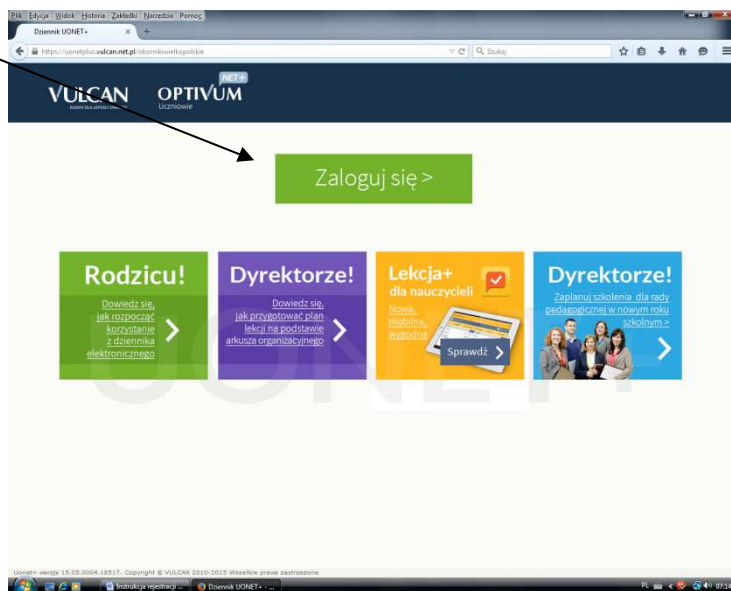 Plik Edycja Widok Historia Zakładki Narzędzia Pomoc
Dziennik UONET+ × +
https://uonetplus.vulcan.net.pl/obornikiwielkopolskie
Szukaj
VULCAN OPTIVUM NET+
Uczniowie
Zaloguj się >
Rodzicu!
Dowiedz się,
jak rozpocząć
korzystanie
z dziennika
elektronicznego
Dyrektorze!
Dowiedz się,
jak przygotować plan
lekcji na podstawie
arkusza organizacyjnego
Lekcja+
dla nauczycieli
Nowa,
mobilna,
wygodna
Sprawdź
Dyrektorze!
Zaplanuj szkolenia dla rady
pedagogicznej w nowym roku
szkolnym >
UONET+
Uonet+ wersja 15.05.0004.18517. Copyright © VULCAN 2010-2015 Wszelkie prawa zastrzeżone
Instrukcja rejestracji ... Dziennik UONET+ - ... PL 07:14